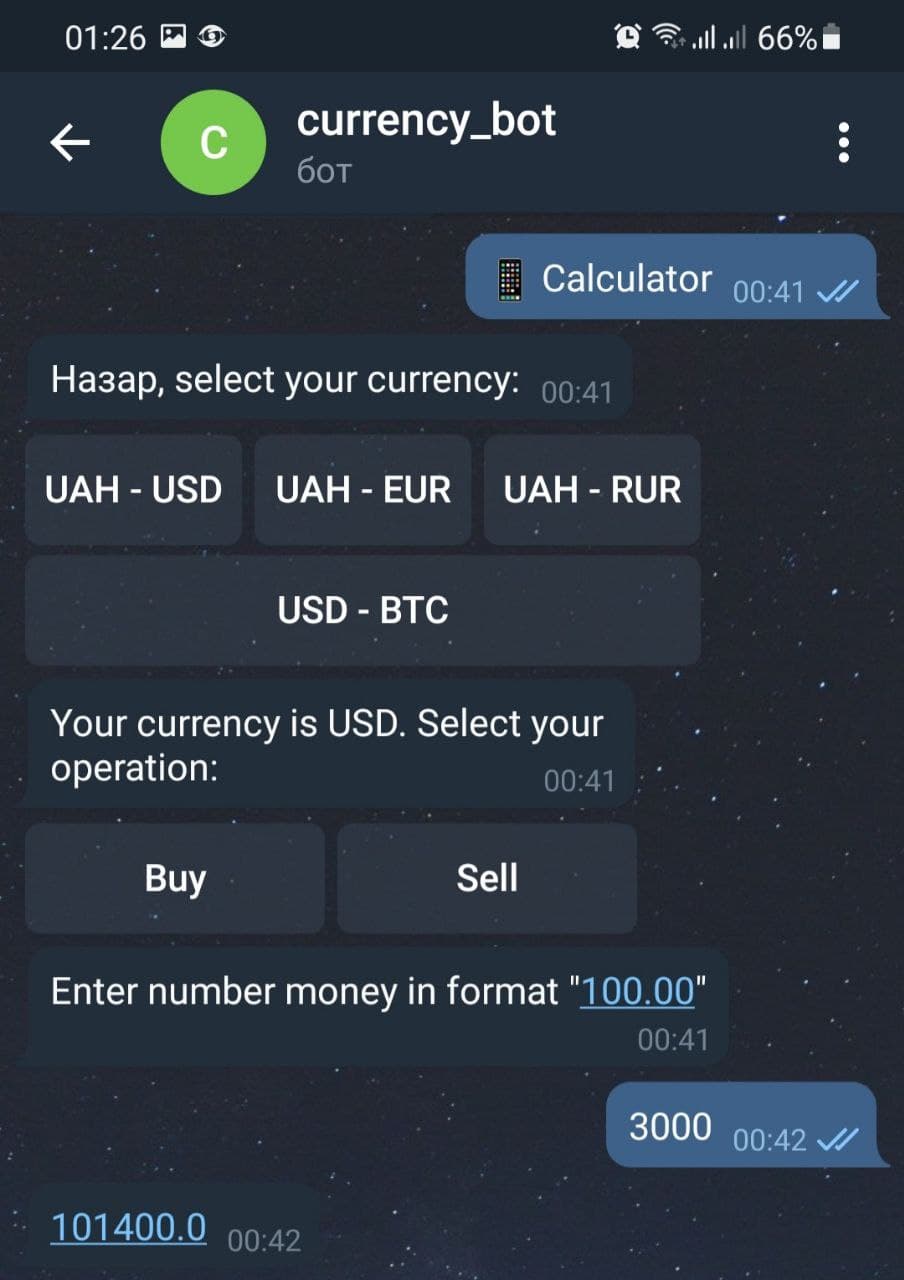 01:26 66%
currency_bot
бот
Calculator 00:41
Назар, select your currency: 00:41
UAH - USD UAH - EUR UAH - RUR
USD - BTC
Your currency is USD. Select your
operation: 00:41
Buy Sell
Enter number money in format "100.00"
00:41
3000 00:42
101400.0 00:42